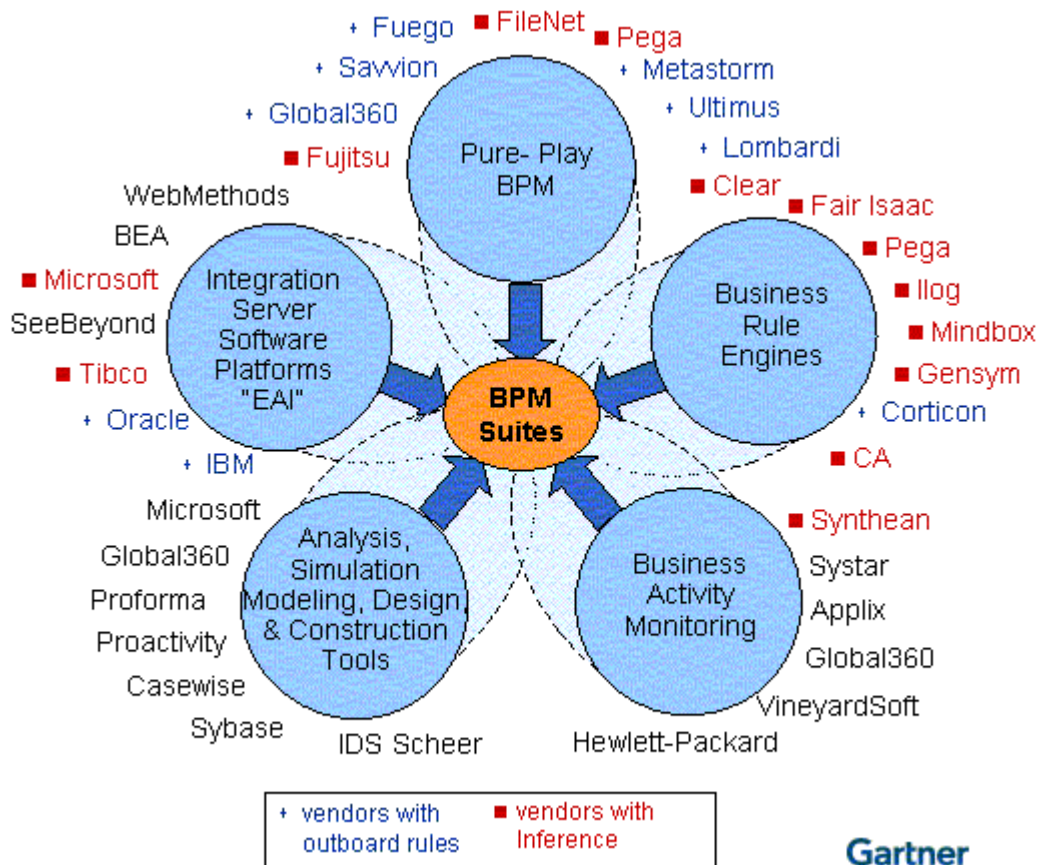 Fuego
FileNet
Pega
Savvion
Metastorm
Global360
Ultimus
Fujitsu
Lombardi
Pure- Play
BPM
WebMethods
BEA
Microsoft
SeeBeyond
Tibco
Oracle
IBM
Integration
Server
Software
Platforms
"EAI"
Clear
Fair Isaac
Pega
Ilog
Mindbox
Gensym
Corticon
CA
Business
Rule
Engines
BPM
Suites
Microsoft
Global360
Proforma
Proactivity
Casewise
Sybase
IDS Scheer
Analysis,
Simulation
Modeling, Design,
& Construction
Tools
Business
Activity
Monitoring
Synthean
Systar
Applix
Global360
VineyardSoft
Hewlett-Packard
+ vendors with
outboard rules
■ vendors with
Inference
Gartner